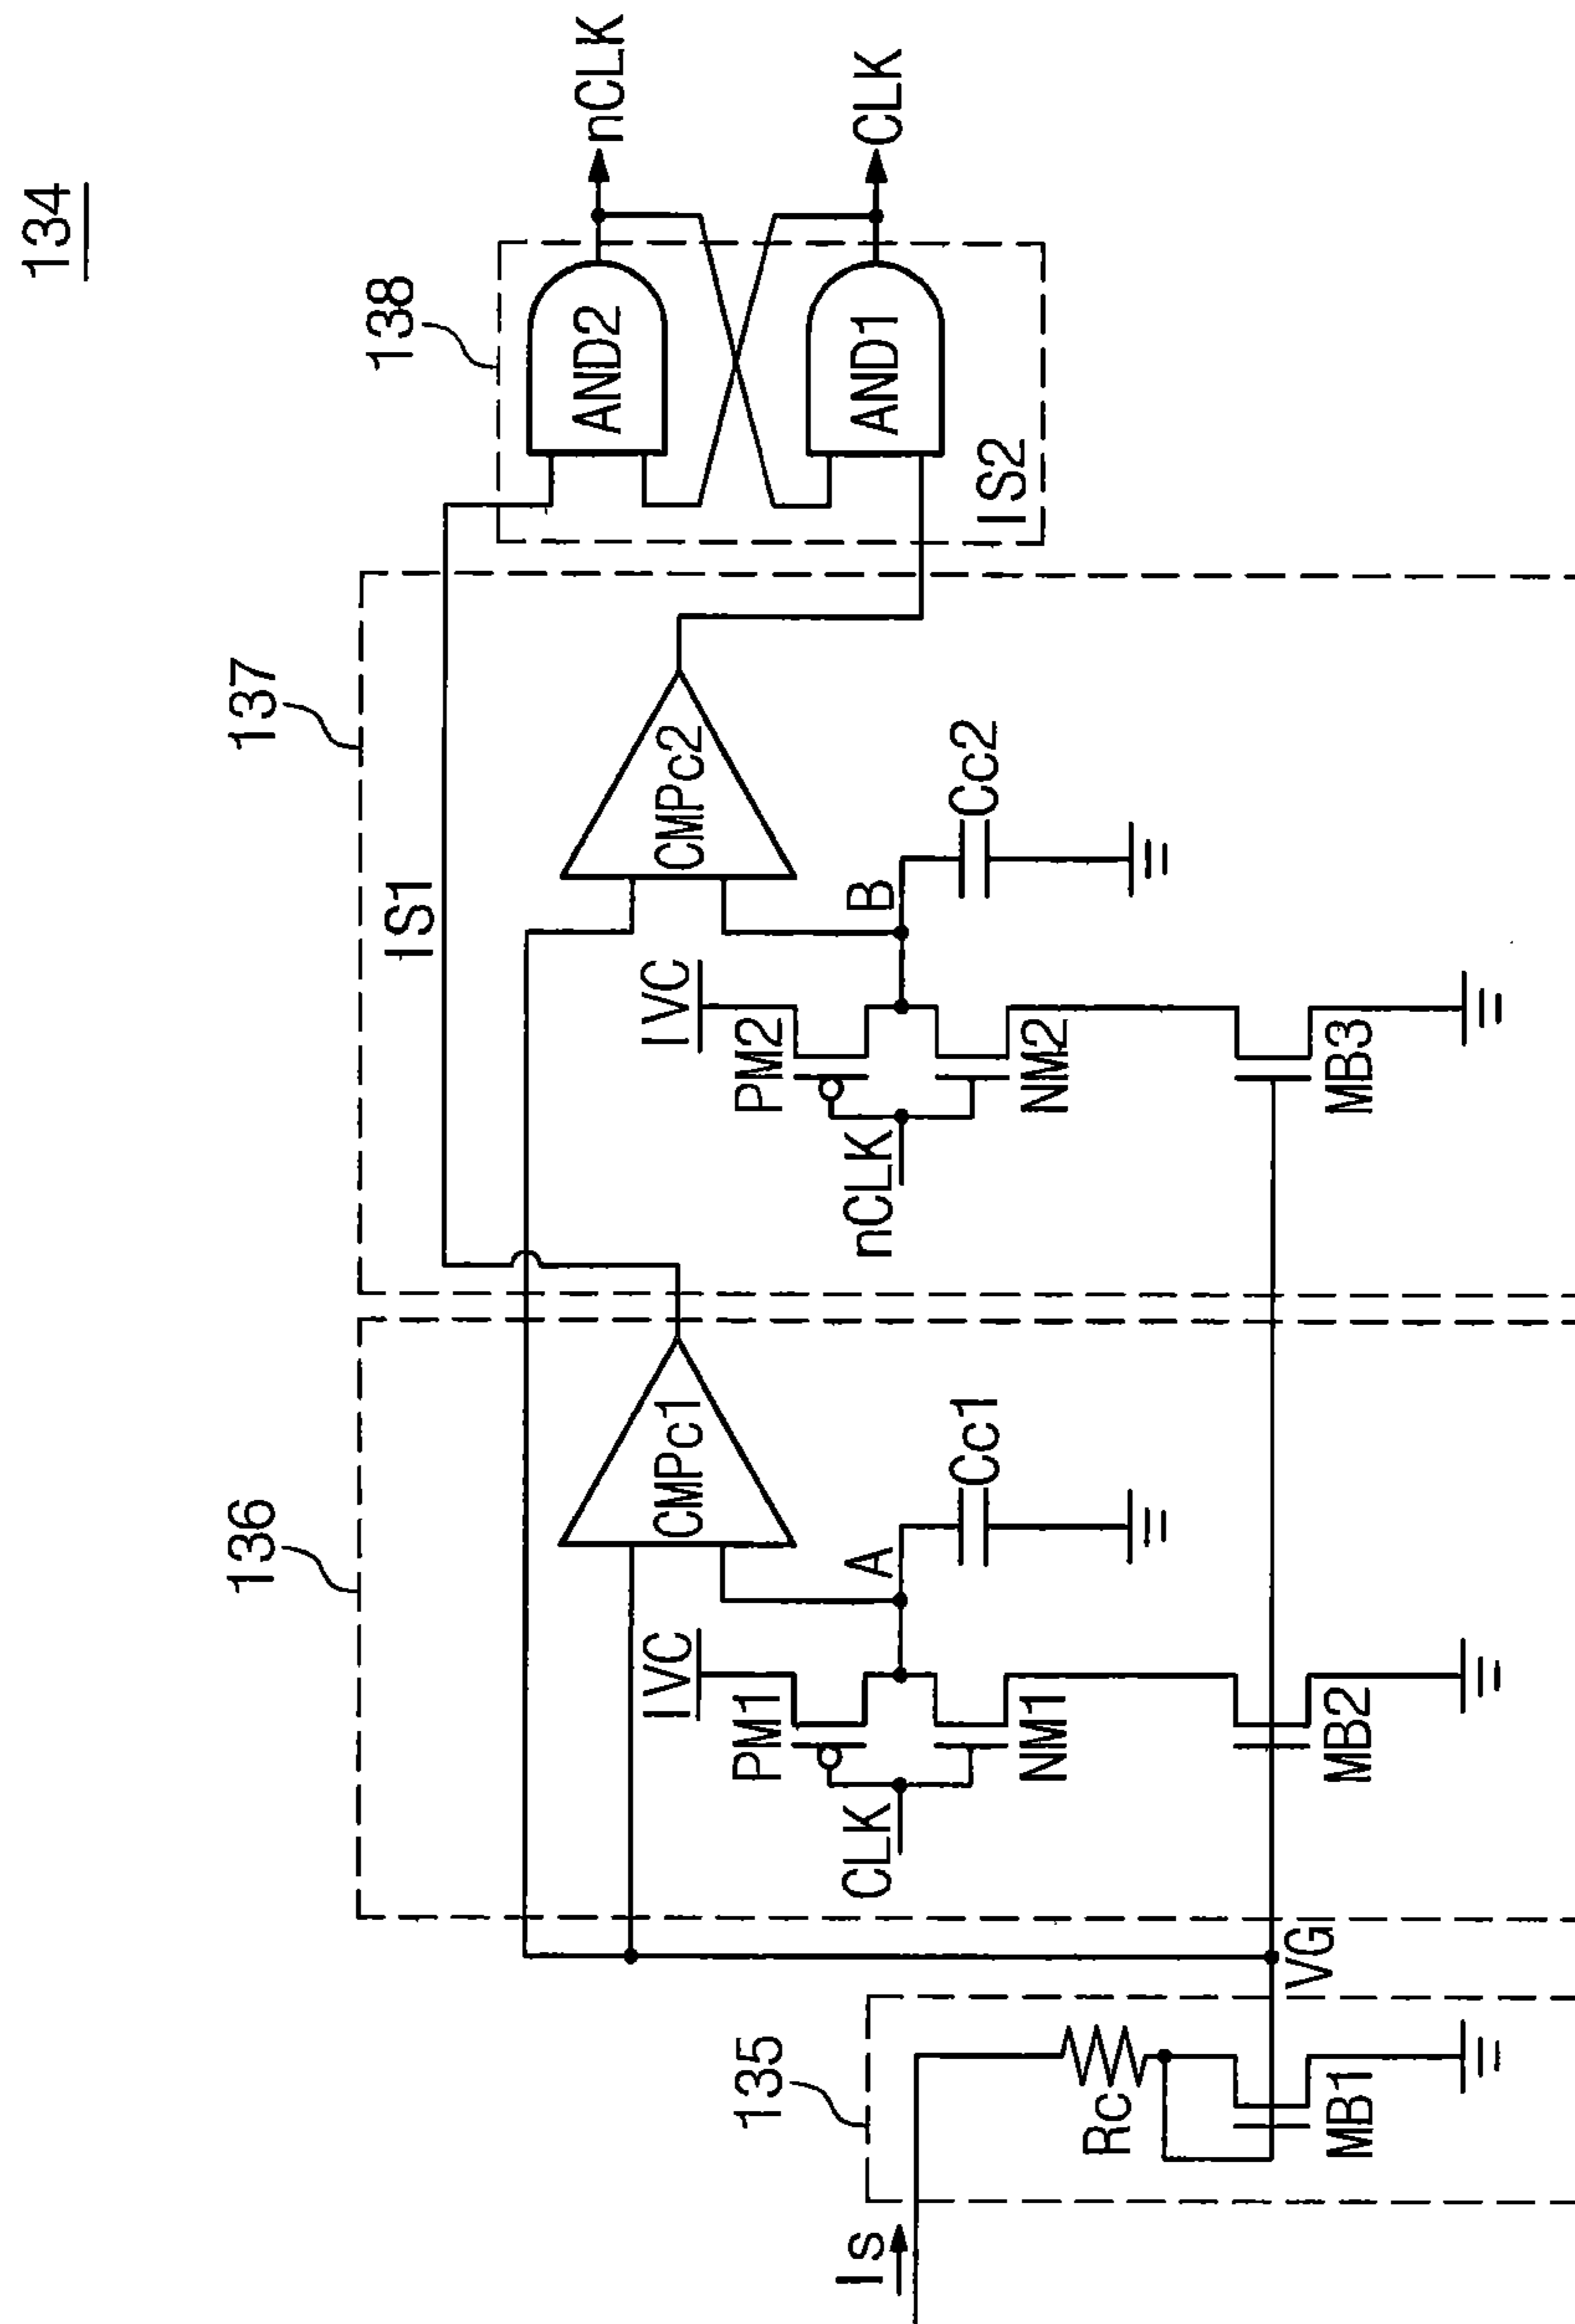 134
138
nCLK
CLK
AND2
AND1
IS2
137
IS1
CMPc2
B
Cc2
IVC
PM2
nCLK
NM2
MB3
136
CMPc1
A
Cc1
IVC
PM1
CLK
NM1
MB2
VG
135
Rc
MB1
Is